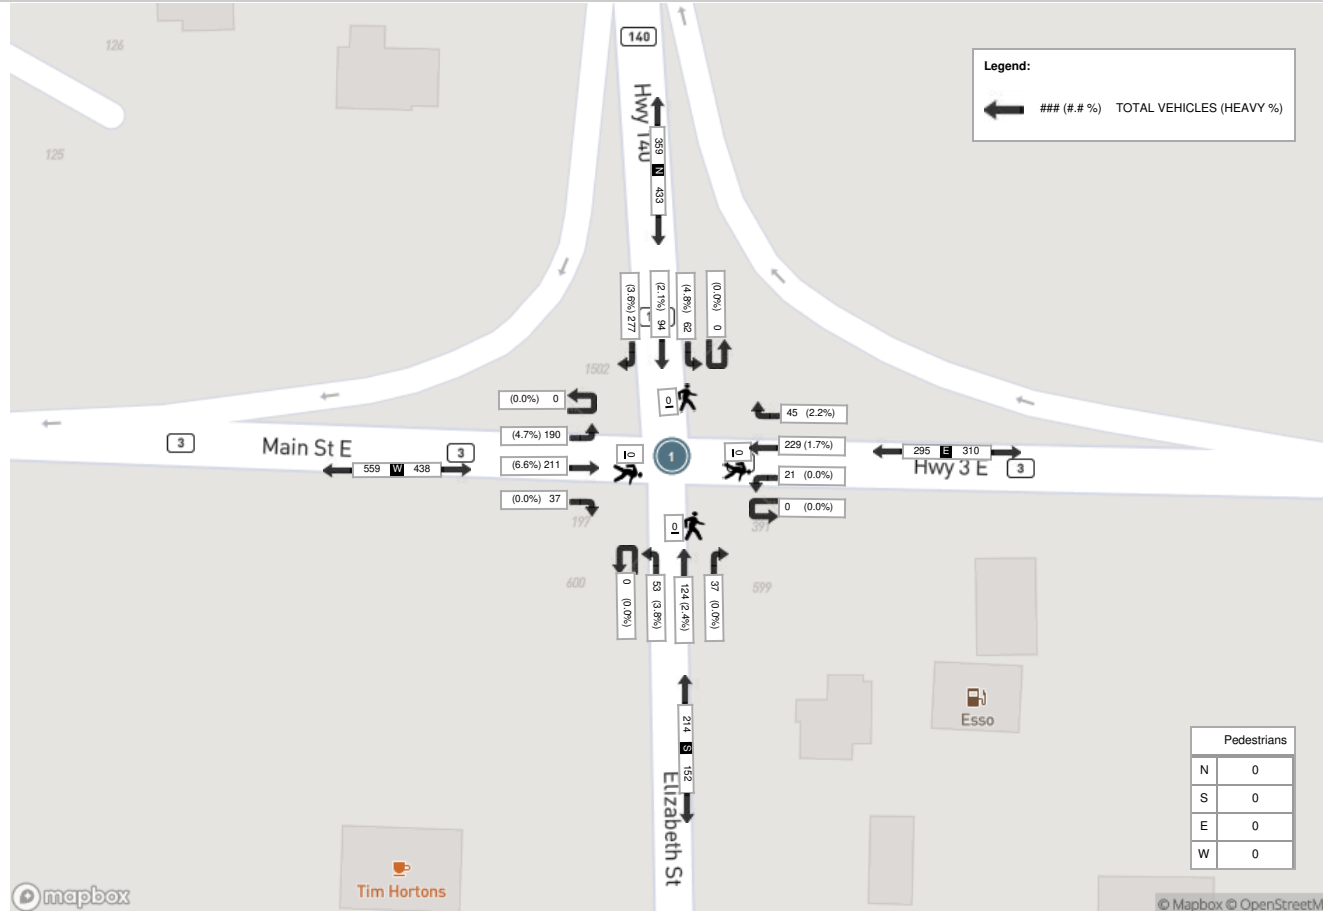 140
126
Legend:
### (#.# %) TOTAL VEHICLES (HEAVY %)
Hwy 140
359 N 433
125
(3.6%) 277
(2.1%) 94
(4.8%) 62
(0.0%) 0
1502
(0.0%) 0
0
45 (2.2%)
3
Main St E
3
(4.7%) 190
0
1
0
229 (1.7%)
295 E 310
559 W 438
(6.6%) 211
21 (0.0%)
Hwy 3 E
3
(0.0%) 37
0 (0.0%)
197
0
391
600
599
0 (0.0%)
53 (3.8%)
124 (2.4%)
37 (0.0%)
214 S 152
Esso
Elizabeth St
Pedestrians
N 0
S 0
E 0
W 0
Tim Hortons
mapbox
© Mapbox © OpenStreetM